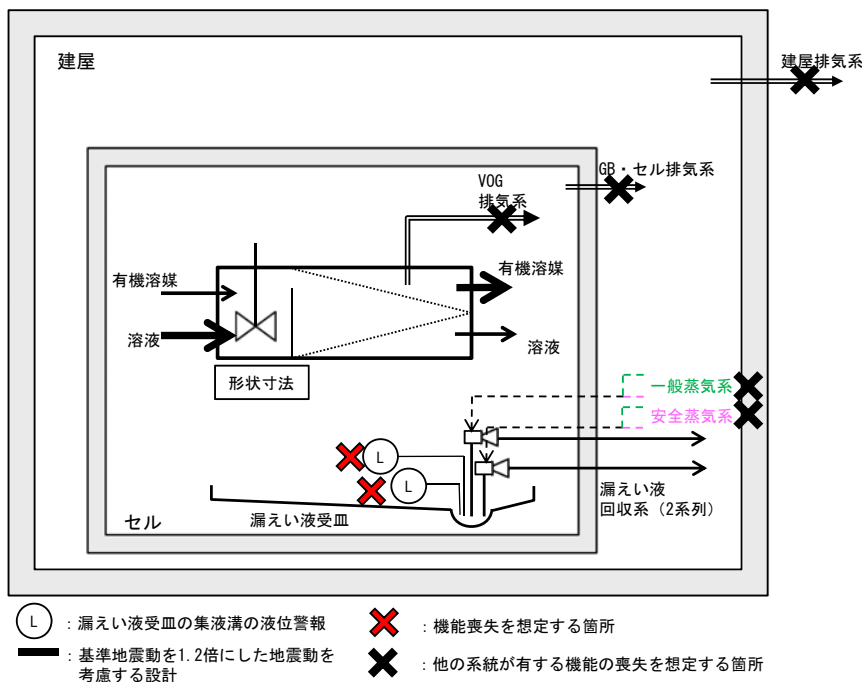 建屋
建屋排気系
GB・セル排気系
VOG
排気系
有機溶媒
有機溶媒
溶液
溶液
形状寸法
一般蒸気系
安全蒸気系
L
L
漏えい液
回収系（2系列）
漏えい液受皿
セル
L
：漏えい液受皿の集液溝の液位警報
：機能喪失を想定する箇所
：基準地震動を1.2倍にした地震動を
考慮する設計
：他の系統が有する機能の喪失を想定する箇所